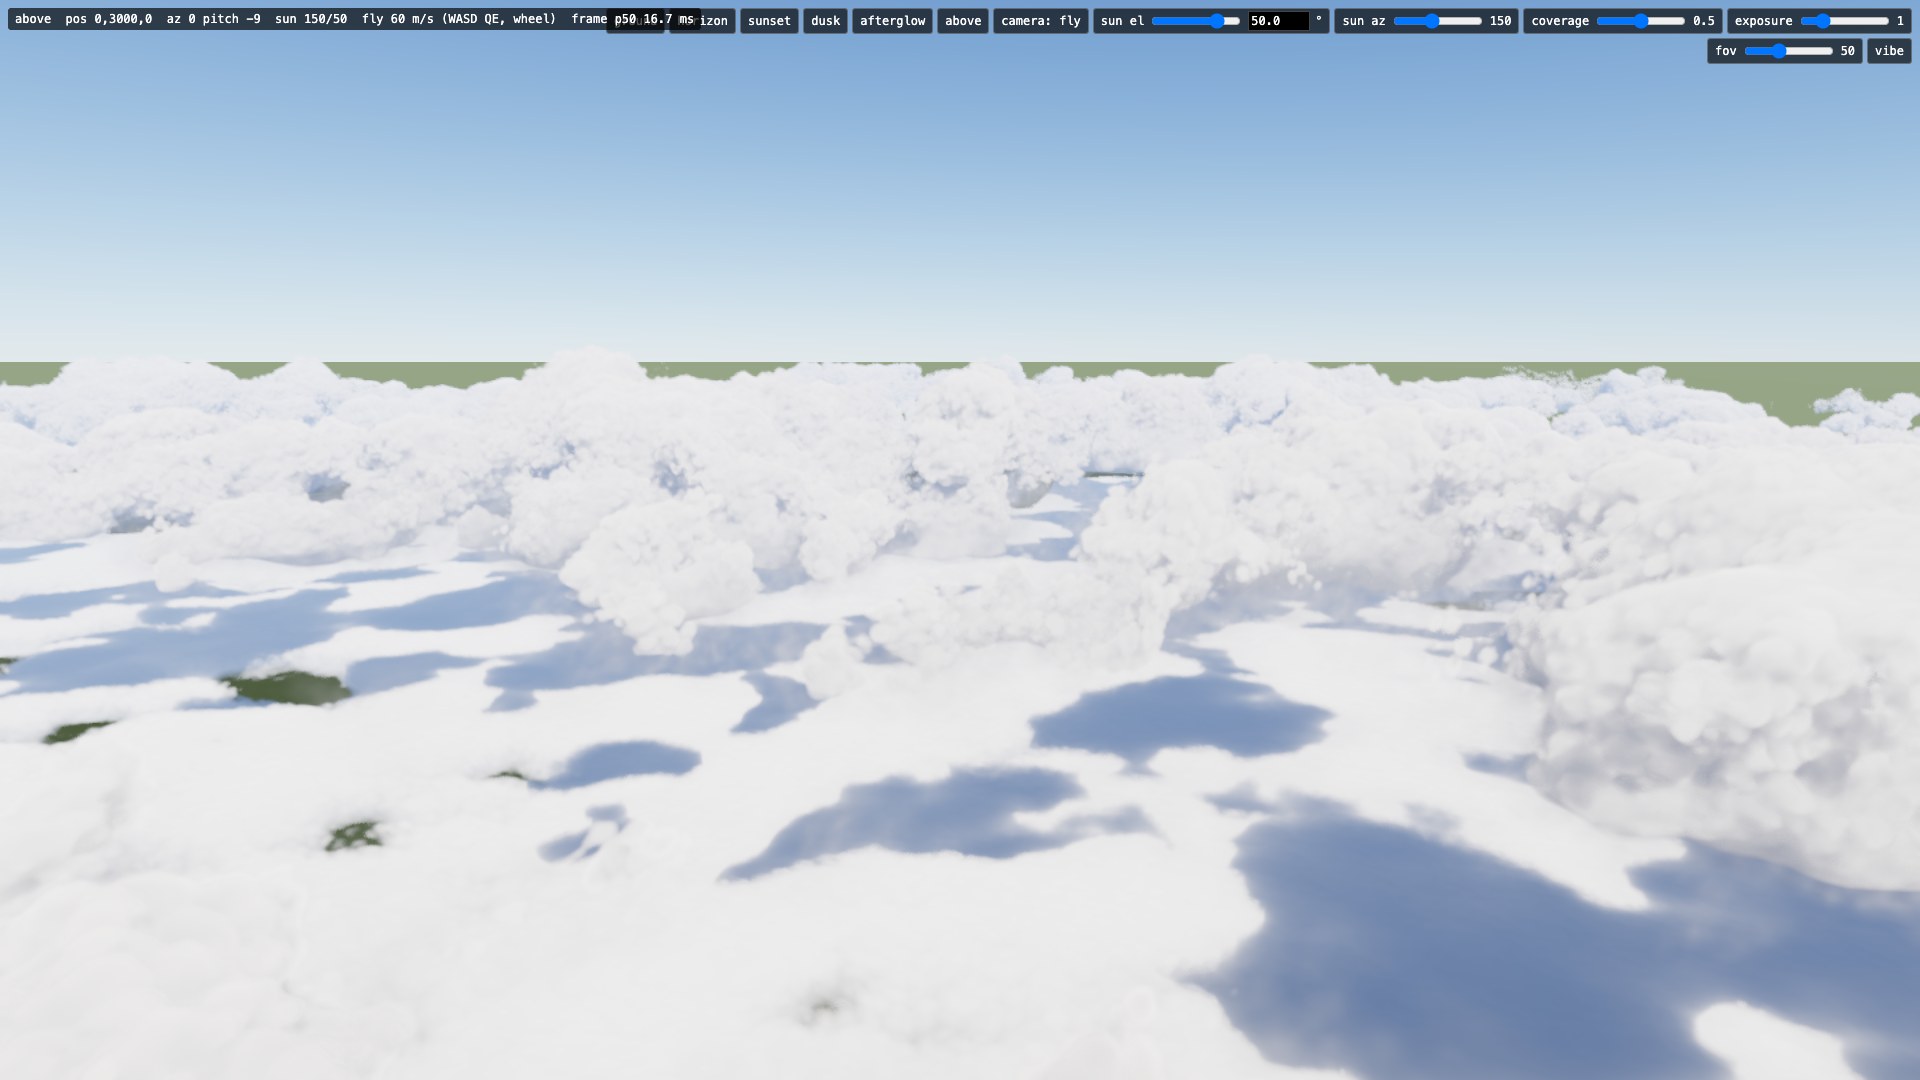 above pos 0,3000,0 az 0 pitch −9 sun 150/50 fly 60 m/s (WASD QE, wheel) frame p50 16.7 ms
sunset dusk afterglow above camera: fly sun el 50.0 ° sun az 150 coverage 0.5 exposure 1
fov 50 vibe